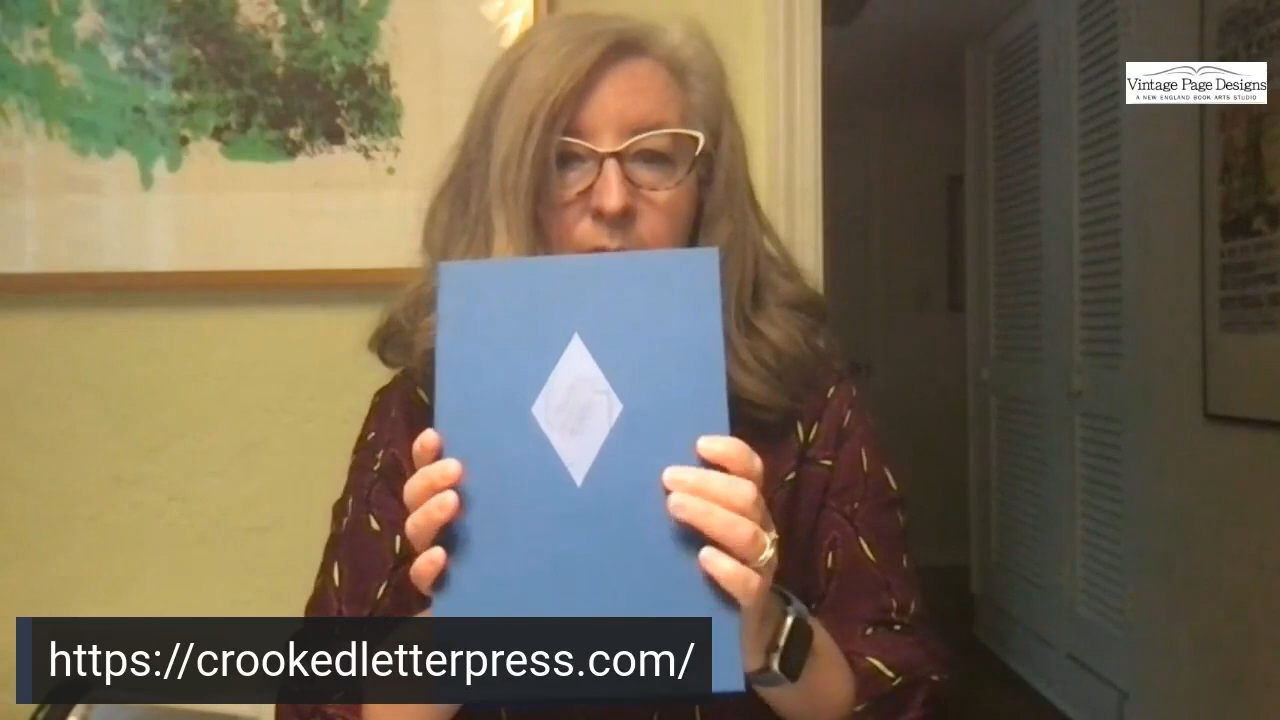 Vintage Page Designs
A NEW ENGLAND BOOK ARTS STUDIO
https://crookedletterpress.com/